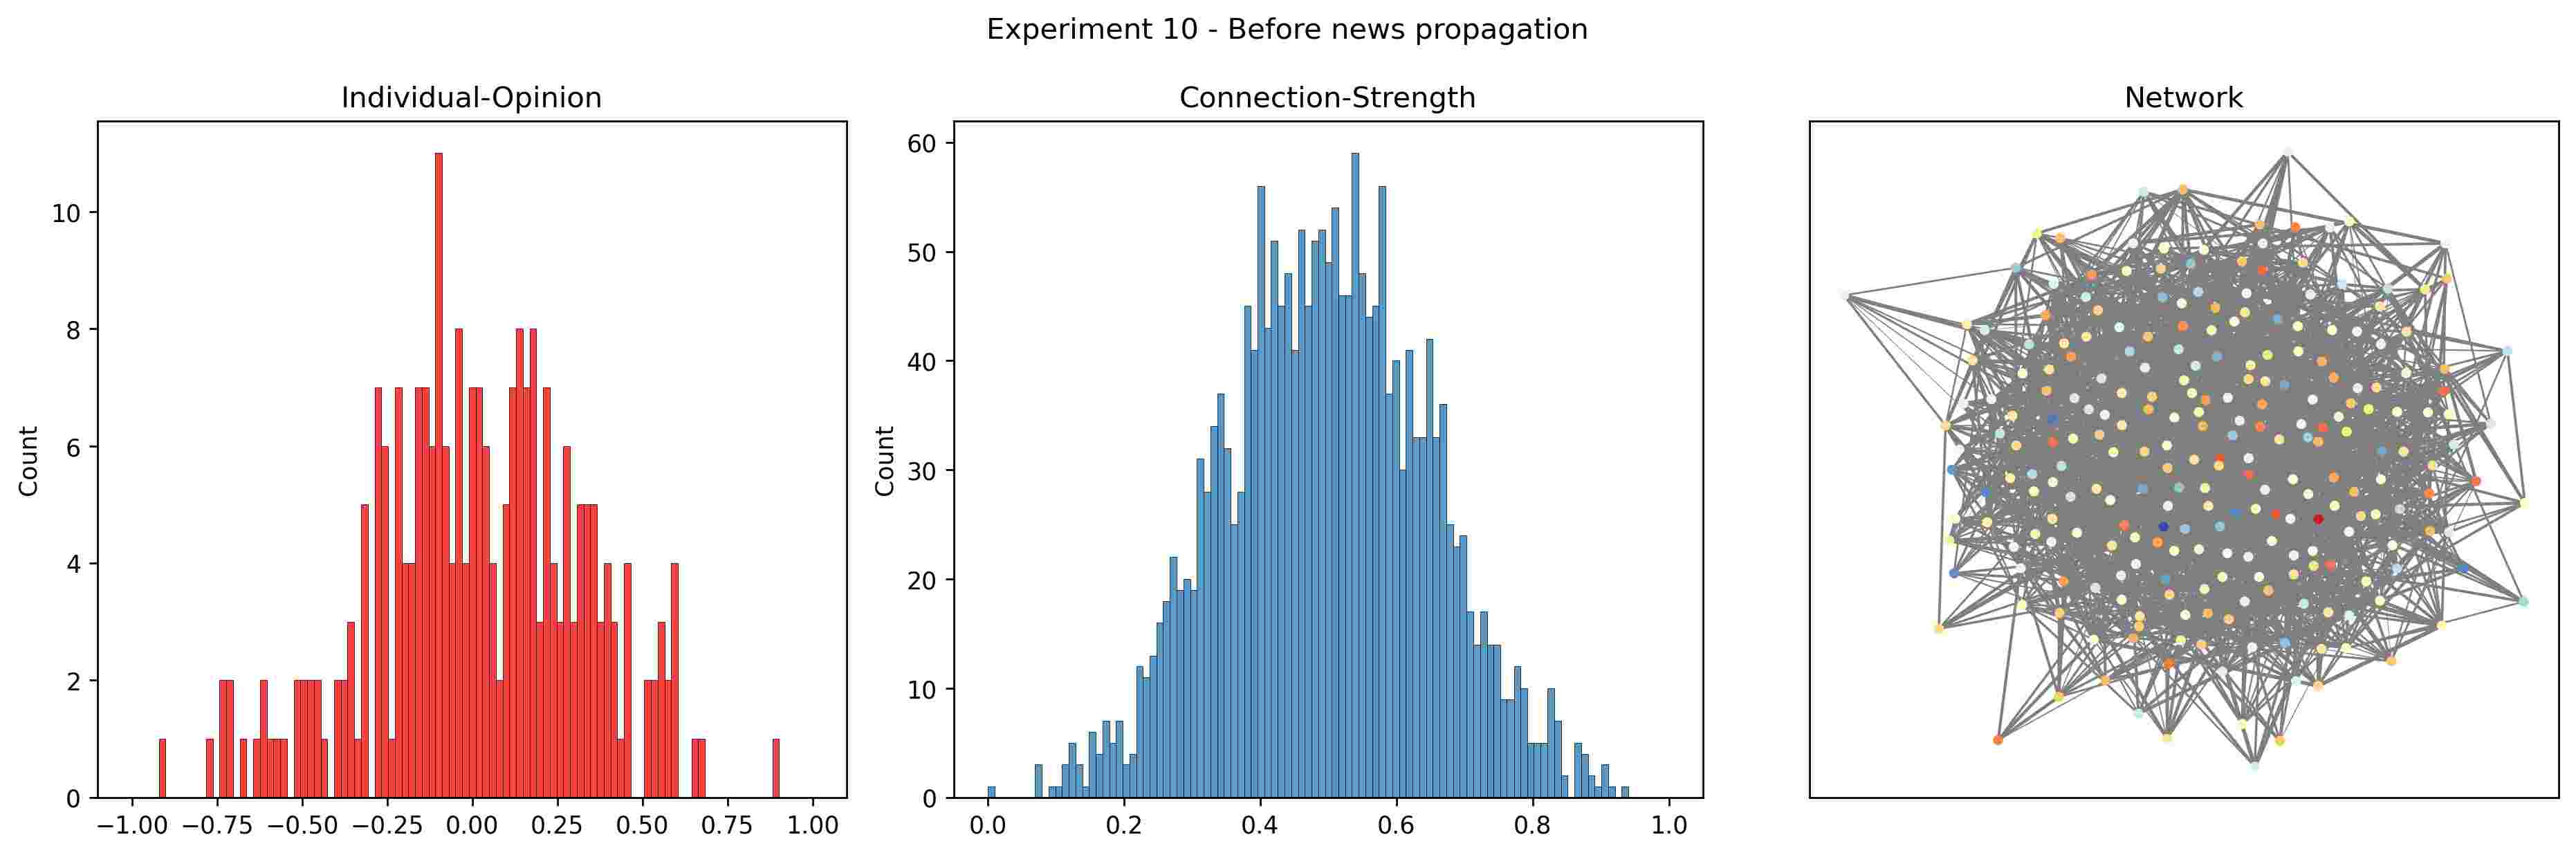 Experiment 10 - Before news propagation
Individual-Opinion
Count
0
2
4
6
8
10
−1.00 −0.75 −0.50 −0.25 0.00 0.25 0.50 0.75 1.00
Connection-Strength
Count
0
10
20
30
40
50
60
0.0 0.2 0.4 0.6 0.8 1.0
Network